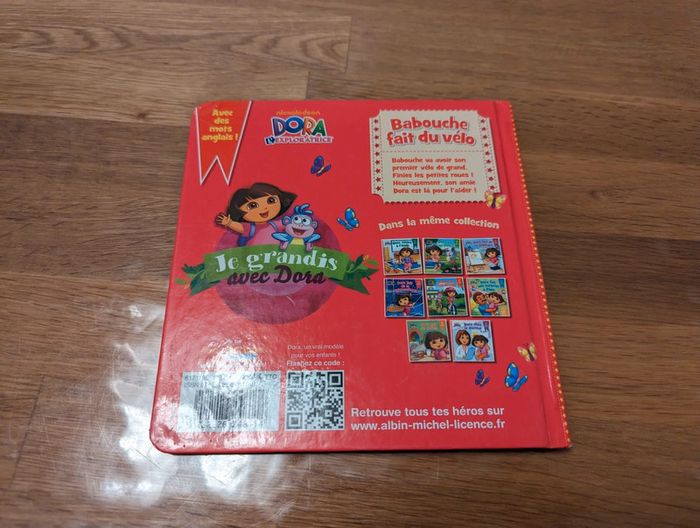 Avec
des
mots
anglais !
nickelodeon
DORA
L'EXPLORATRICE
Babouche
fait du vélo
Babouche va avoir son
premier vélo de grand.
Finies les petites roues !
Heureusement, son amie
Dora est là pour l'aider !
Dans la même collection
Je grandis
avec Dora
Dora, un vrai modèle
pour vos enfants !
Flashez ce code :
Retrouve tous tes héros sur
www.albin-michel-licence.fr